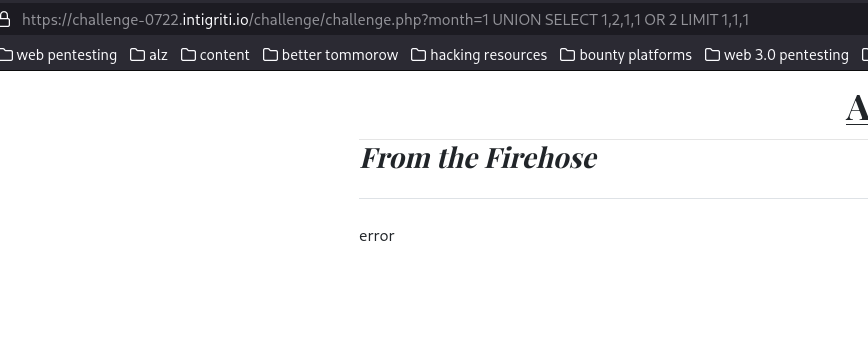 https://challenge-0722.intigriti.io/challenge/challenge.php?month=1 UNION SELECT 1,2,1,1 OR 2 LIMIT 1,1,1
web pentesting alz content better tommorow hacking resources bounty platforms web 3.0 pentesting
A
From the Firehose
error